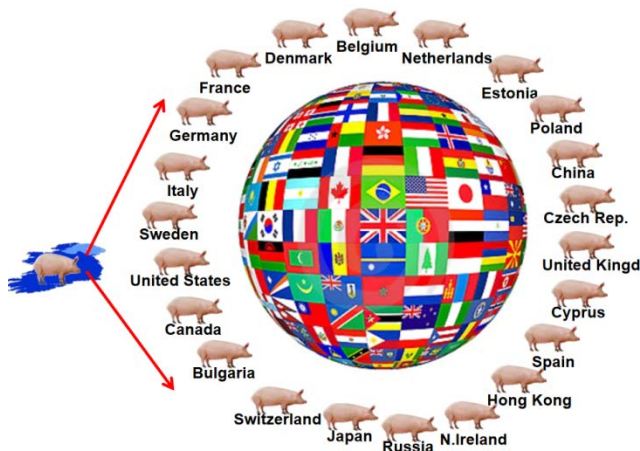 Belgium
Denmark
Netherlands
France
Estonia
Germany
Poland
Italy
China
Sweden
Czech Rep.
United States
United Kingd
Canada
Cyprus
Bulgaria
Spain
Hong Kong
Switzerland
N.Ireland
Japan
Russia